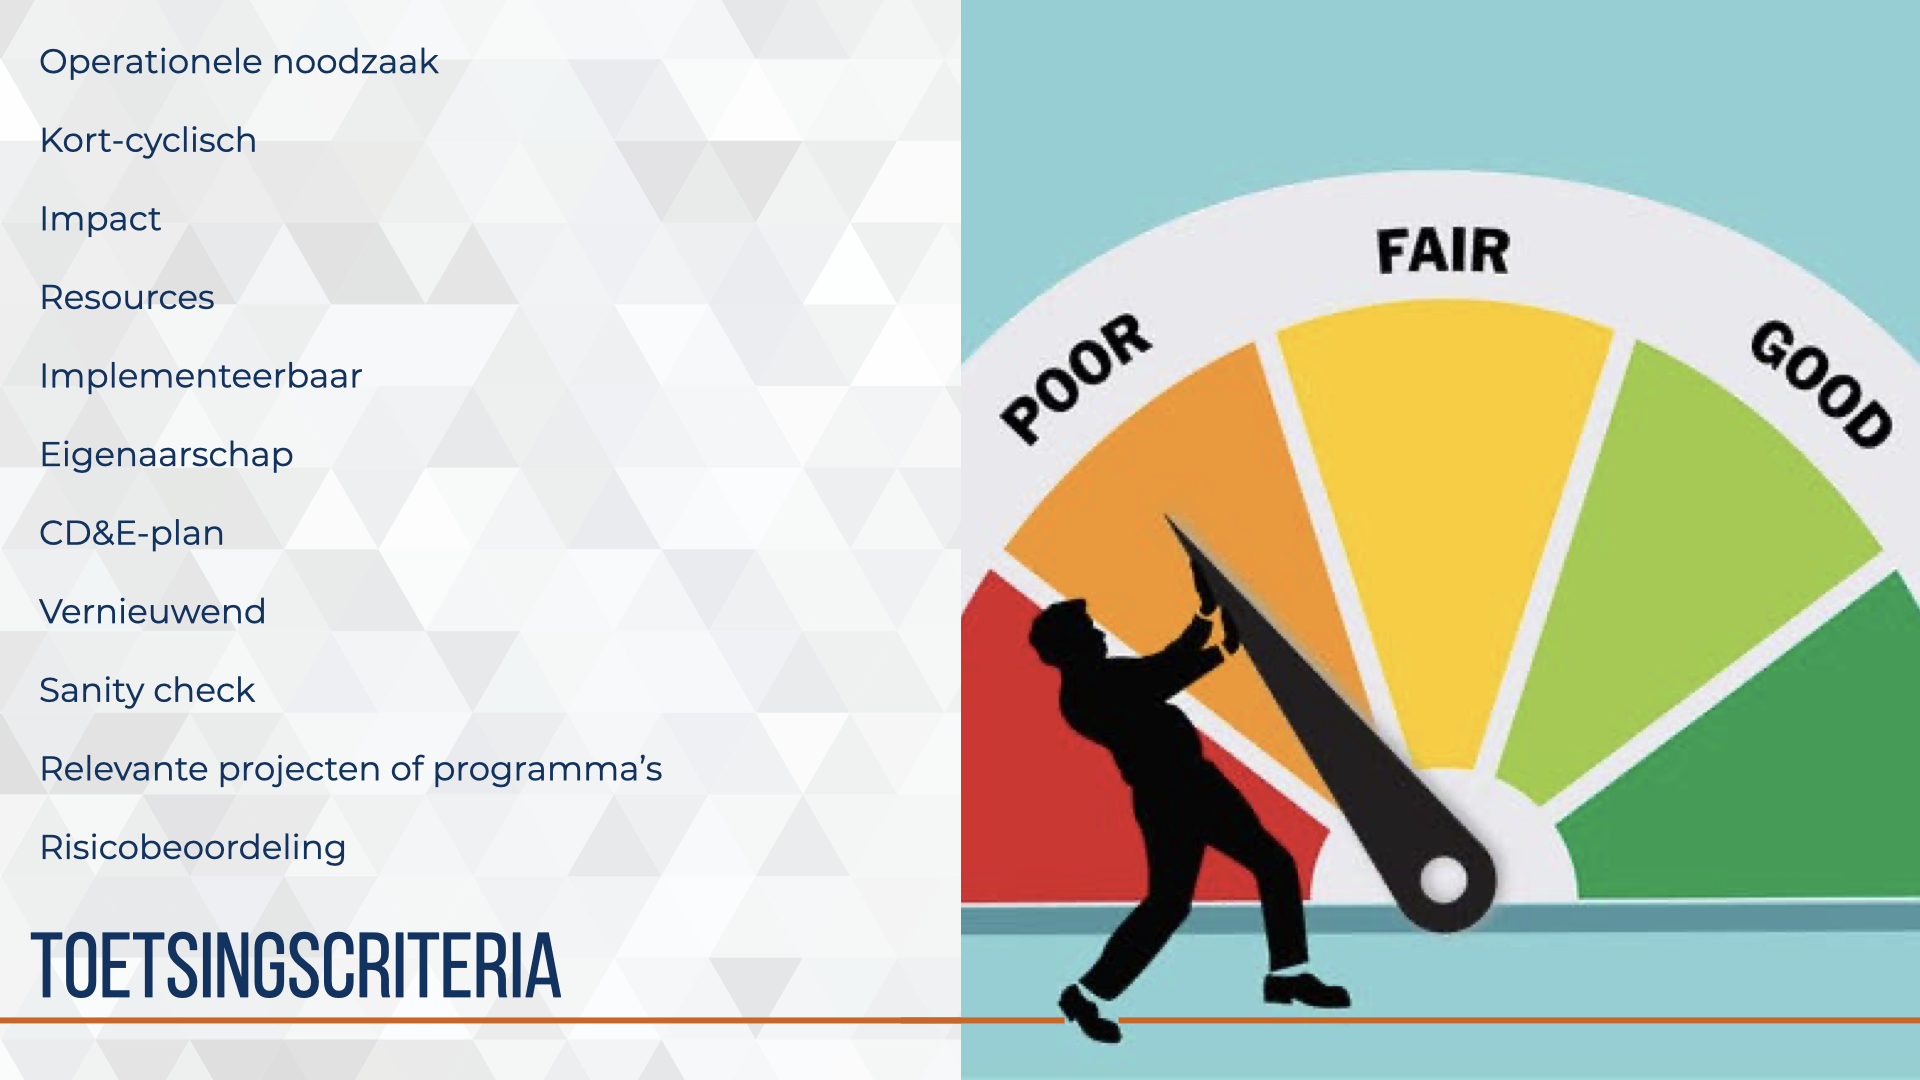 Operationele noodzaak
Kort-cyclisch
Impact
Resources
Implementeerbaar
Eigenaarschap
CD&E-plan
Vernieuwend
Sanity check
Relevante projecten of programma’s
Risicobeoordeling
TOETSINGSCRITERIA
POOR
FAIR
GOOD